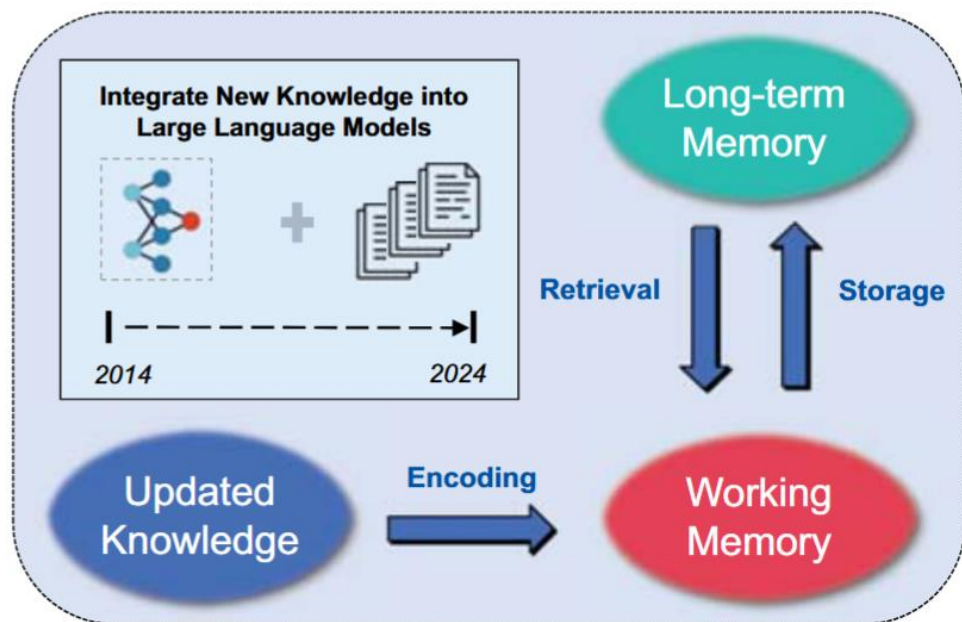 Integrate New Knowledge into
Large Language Models
2014
2024
Long-term
Memory
Retrieval
Storage
Updated
Knowledge
Encoding
Working
Memory